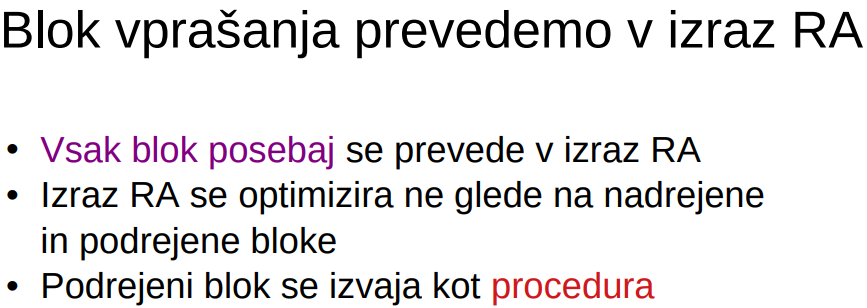 Blok vprašanja prevedemo v izraz RA
• Vsak blok posebaj se prevede v izraz RA
• Izraz RA se optimizira ne glede na nadrejene
in podrejene bloke
• Podrejeni blok se izvaja kot procedura